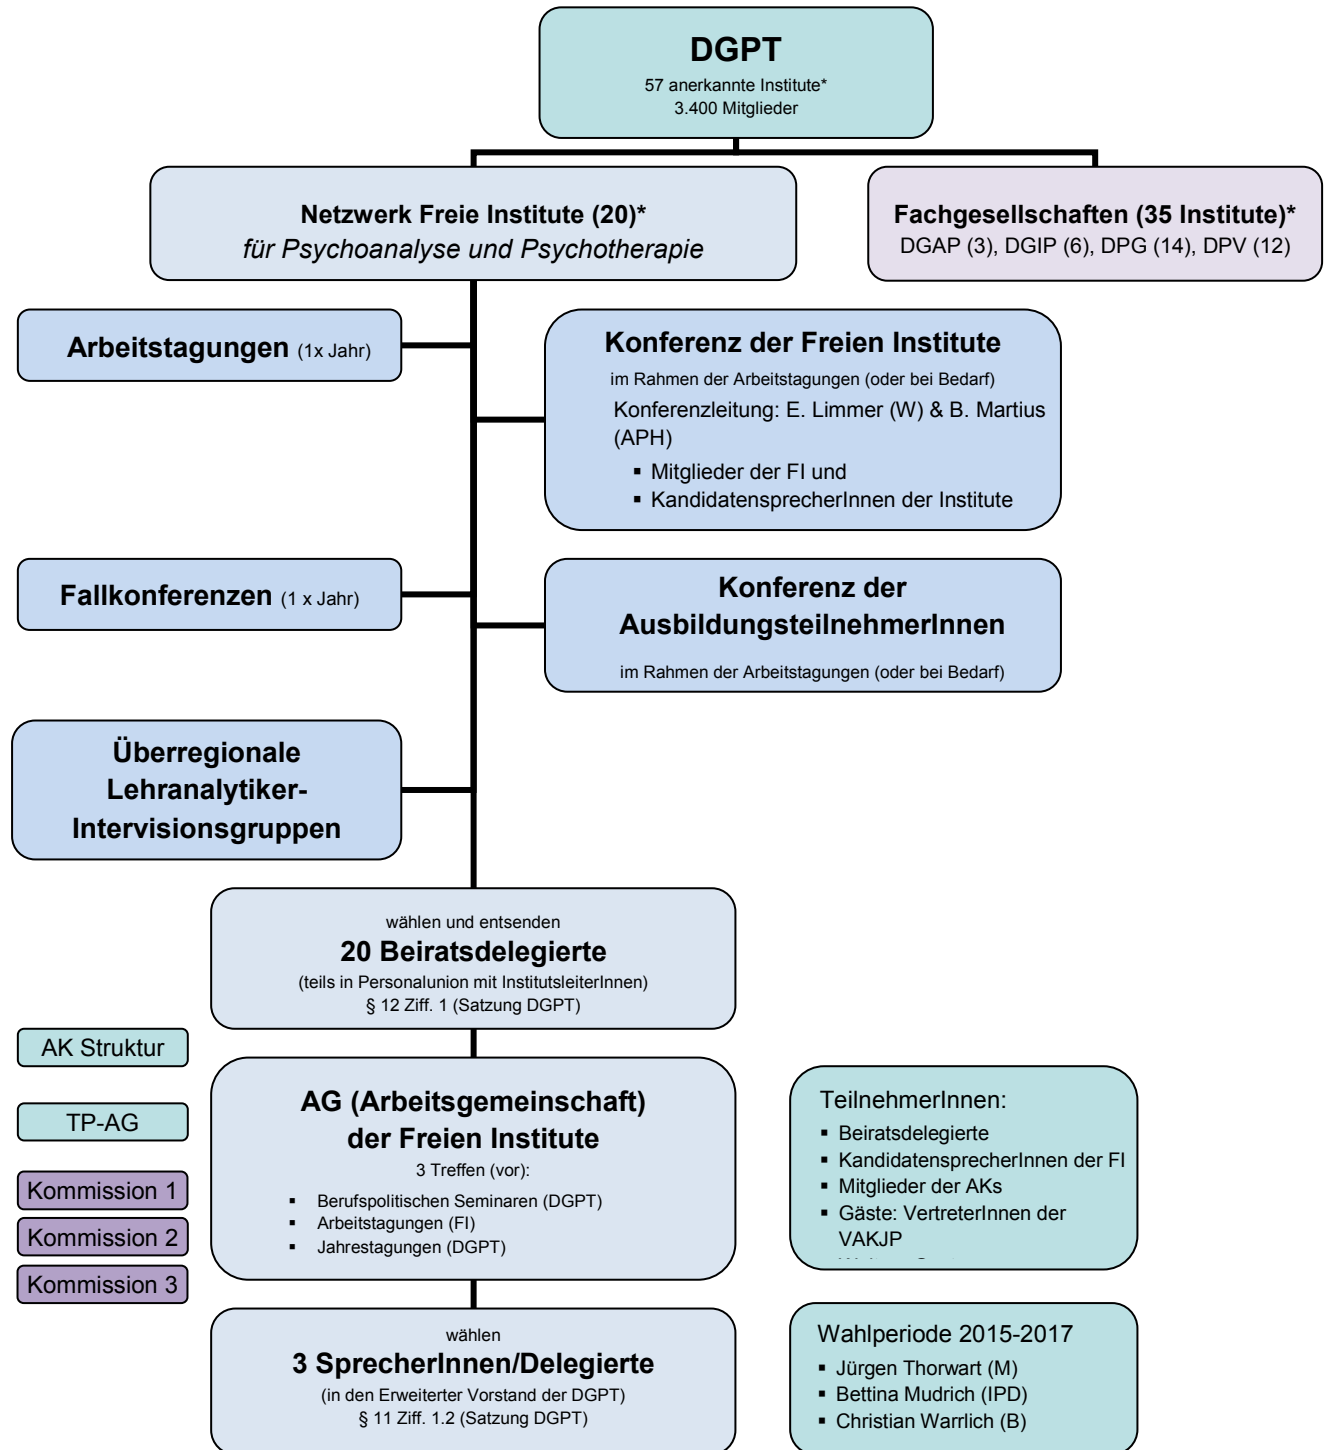 DGPT
57 anerkannte Institute*
3.400 Mitglieder
Netzwerk Freie Institute (20)*
für Psychoanalyse und Psychotherapie
Fachgesellschaften (35 Institute)*
DGAP (3), DGIP (6), DPG (14), DPV (12)
Arbeitstagungen (1x Jahr)
Konferenz der Freien Institute
im Rahmen der Arbeitstagungen (oder bei Bedarf)
Konferenzleitung: E. Limmer (W) & B. Martius
(APH)
▪ Mitglieder der FI und
▪ KandidatensprecherInnen der Institute
Fallkonferenzen (1 x Jahr)
Konferenz der
AusbildungsteilnehmerInnen
im Rahmen der Arbeitstagungen (oder bei Bedarf)
Überregionale
Lehranalytiker-
Intervisionsgruppen
wählen und entsenden
20 Beiratsdelegierte
(teils in Personalunion mit InstitutsleiterInnen)
§ 12 Ziff. 1 (Satzung DGPT)
AK Struktur
TP-AG
Kommission 1
Kommission 2
Kommission 3
AG (Arbeitsgemeinschaft)
der Freien Institute
3 Treffen (vor):
▪ Berufspolitischen Seminaren (DGPT)
▪ Arbeitstagungen (FI)
▪ Jahrestagungen (DGPT)
TeilnehmerInnen:
▪ Beiratsdelegierte
▪ KandidatensprecherInnen der FI
▪ Mitglieder der AKs
▪ Gäste: VertreterInnen der
VAKJP
wählen
3 SprecherInnen/Delegierte
(in den Erweiterter Vorstand der DGPT)
§ 11 Ziff. 1.2 (Satzung DGPT)
Wahlperiode 2015-2017
▪ Jürgen Thorwart (M)
▪ Bettina Mudrich (IPD)
▪ Christian Warrlich (B)